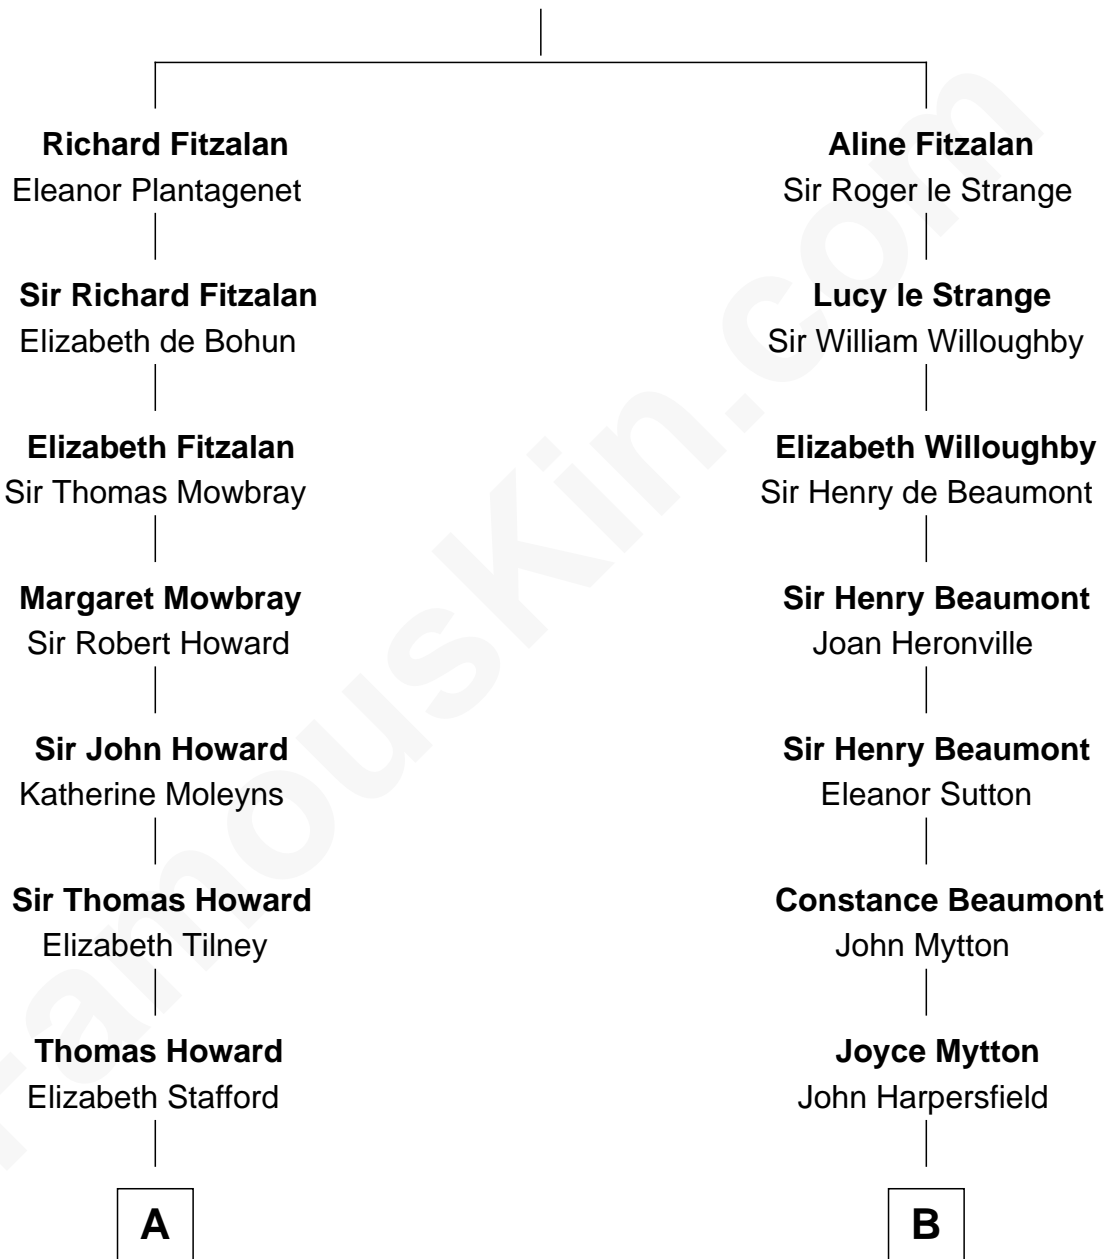 Richard Fitzalan
Eleanor Plantagenet
Sir Richard Fitzalan
Elizabeth de Bohun
Elizabeth Fitzalan
Sir Thomas Mowbray
Margaret Mowbray
Sir Robert Howard
Sir John Howard
Katherine Moleyns
Sir Thomas Howard
Elizabeth Tilney
Thomas Howard
Elizabeth Stafford
A
Aline Fitzalan
Sir Roger le Strange
Lucy le Strange
Sir William Willoughby
Elizabeth Willoughby
Sir Henry de Beaumont
Sir Henry Beaumont
Joan Heronville
Sir Henry Beaumont
Eleanor Sutton
Constance Beaumont
John Mytton
Joyce Mytton
John Harpersfield
B
FamousKin.com